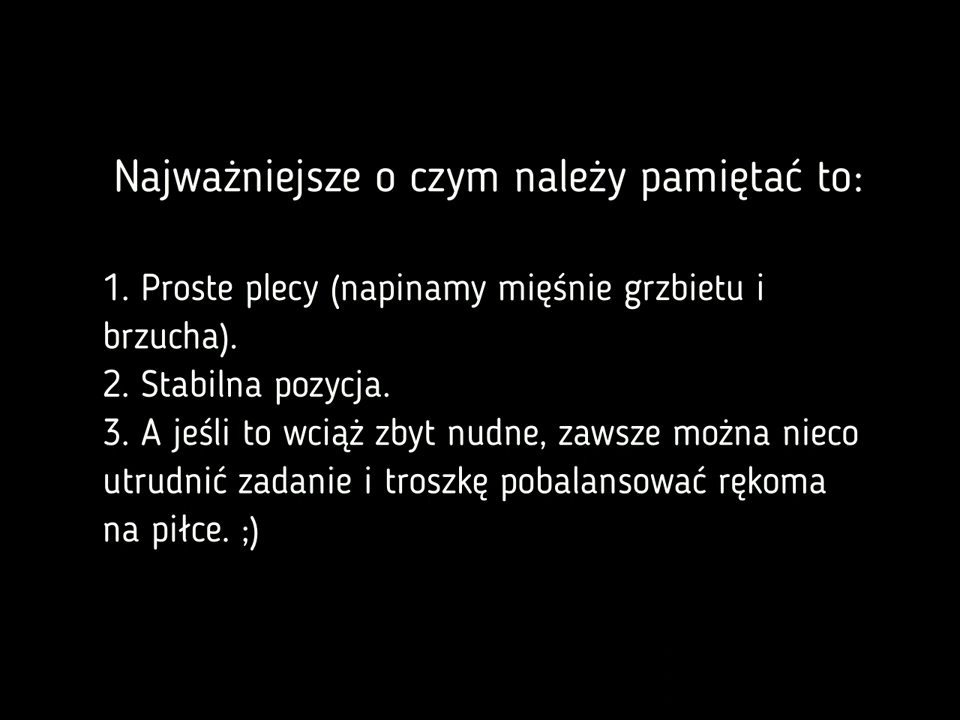 Najważniejsze o czym należy pamiętać to:
1. Proste plecy (napinamy mięśnie grzbietu i
brzucha).
2. Stabilna pozycja.
3. A jeśli to wciąż zbyt nudne, zawsze można nieco
utrudnić zadanie i troszkę pobalansować rękoma
na piłce. ;)